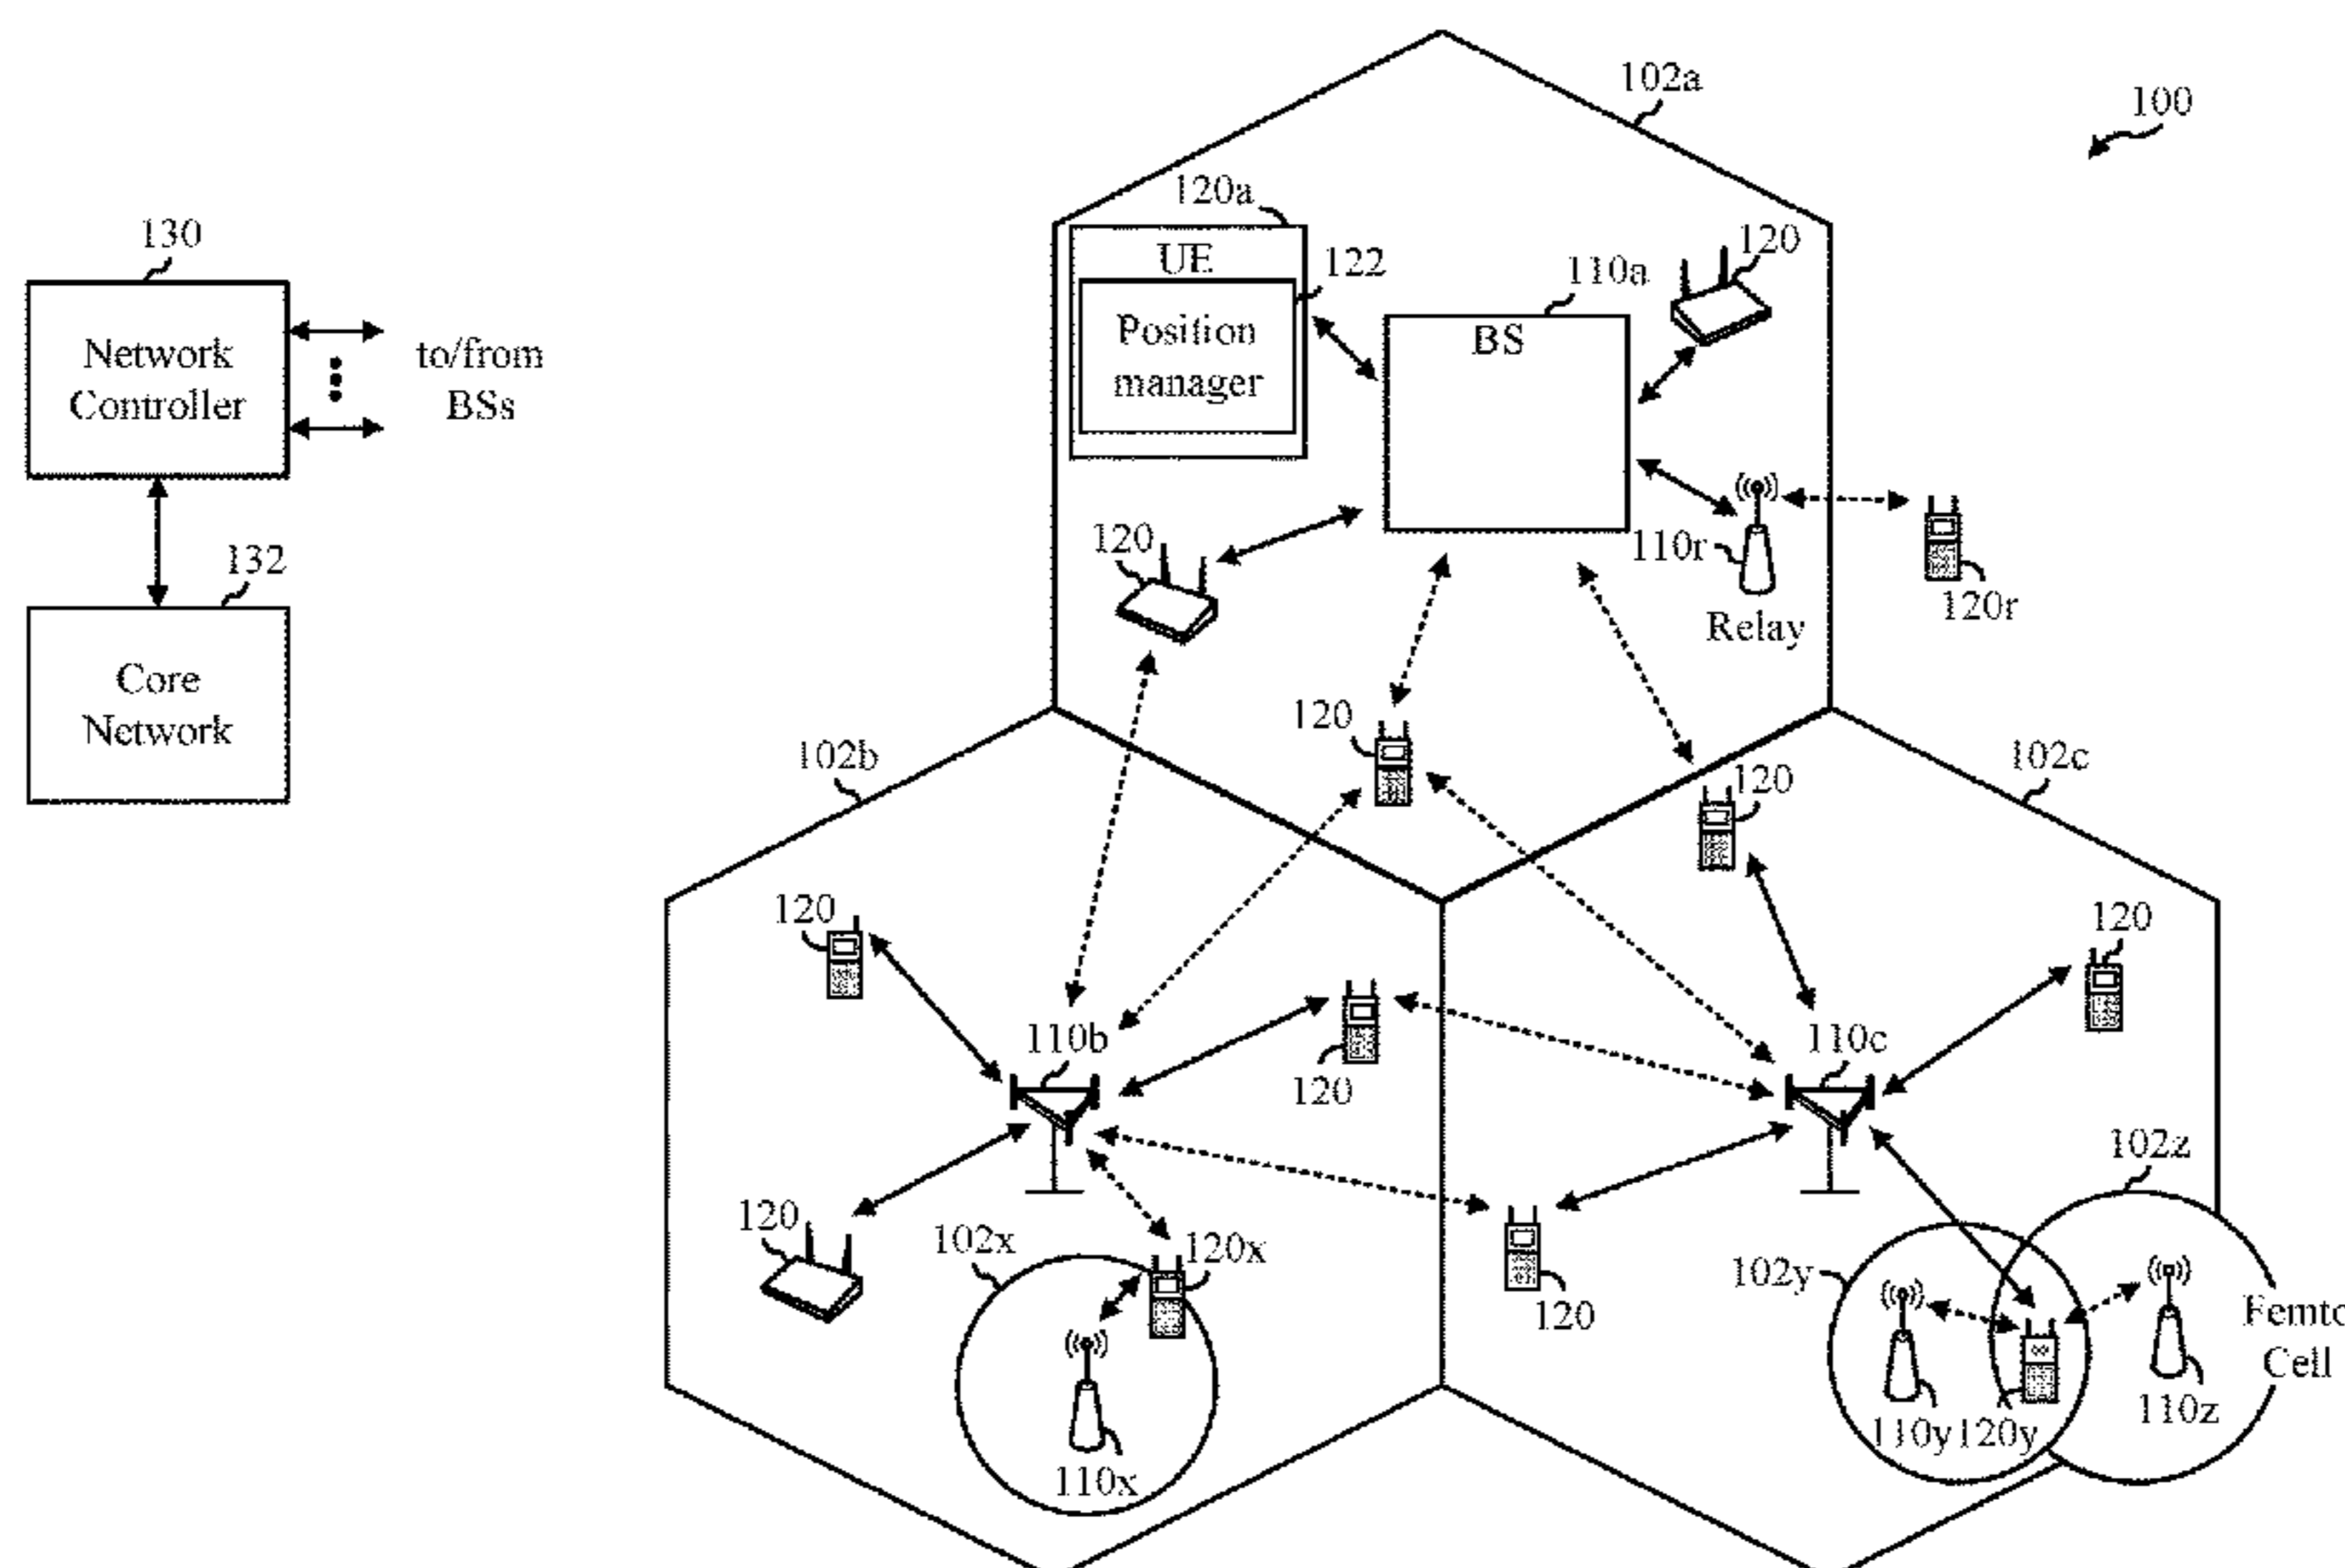 102a
100
120a
130
UE
122
110a
120
Position
manager
BS
Network
Controller
to/from
BSs
132
120
110r
120r
Relay
Core
Network
120
102b
102c
120
120
120
110b
110c
120
102z
120
102x
120x
102y
120
Femto
Cell
110y
120y
110z
110x